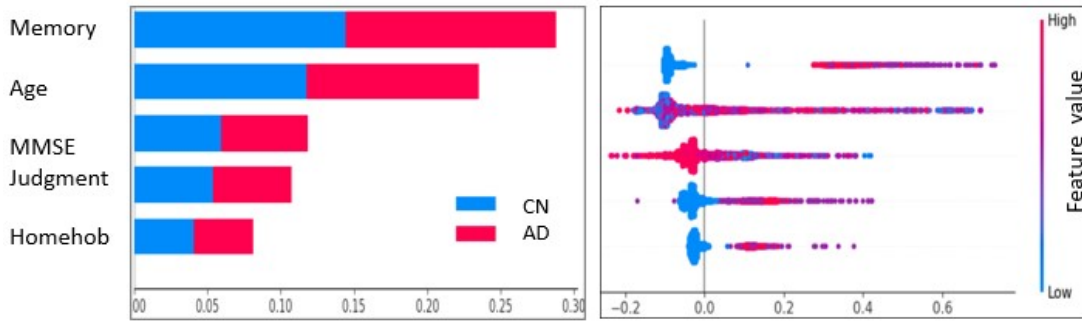 Memory
Age
MMSE
Judgment
Homehob
CN
AD
00 0.05 0.10 0.15 0.20 0.25 0.30
High
Feature value
Low
−0.2 0.0 0.2 0.4 0.6